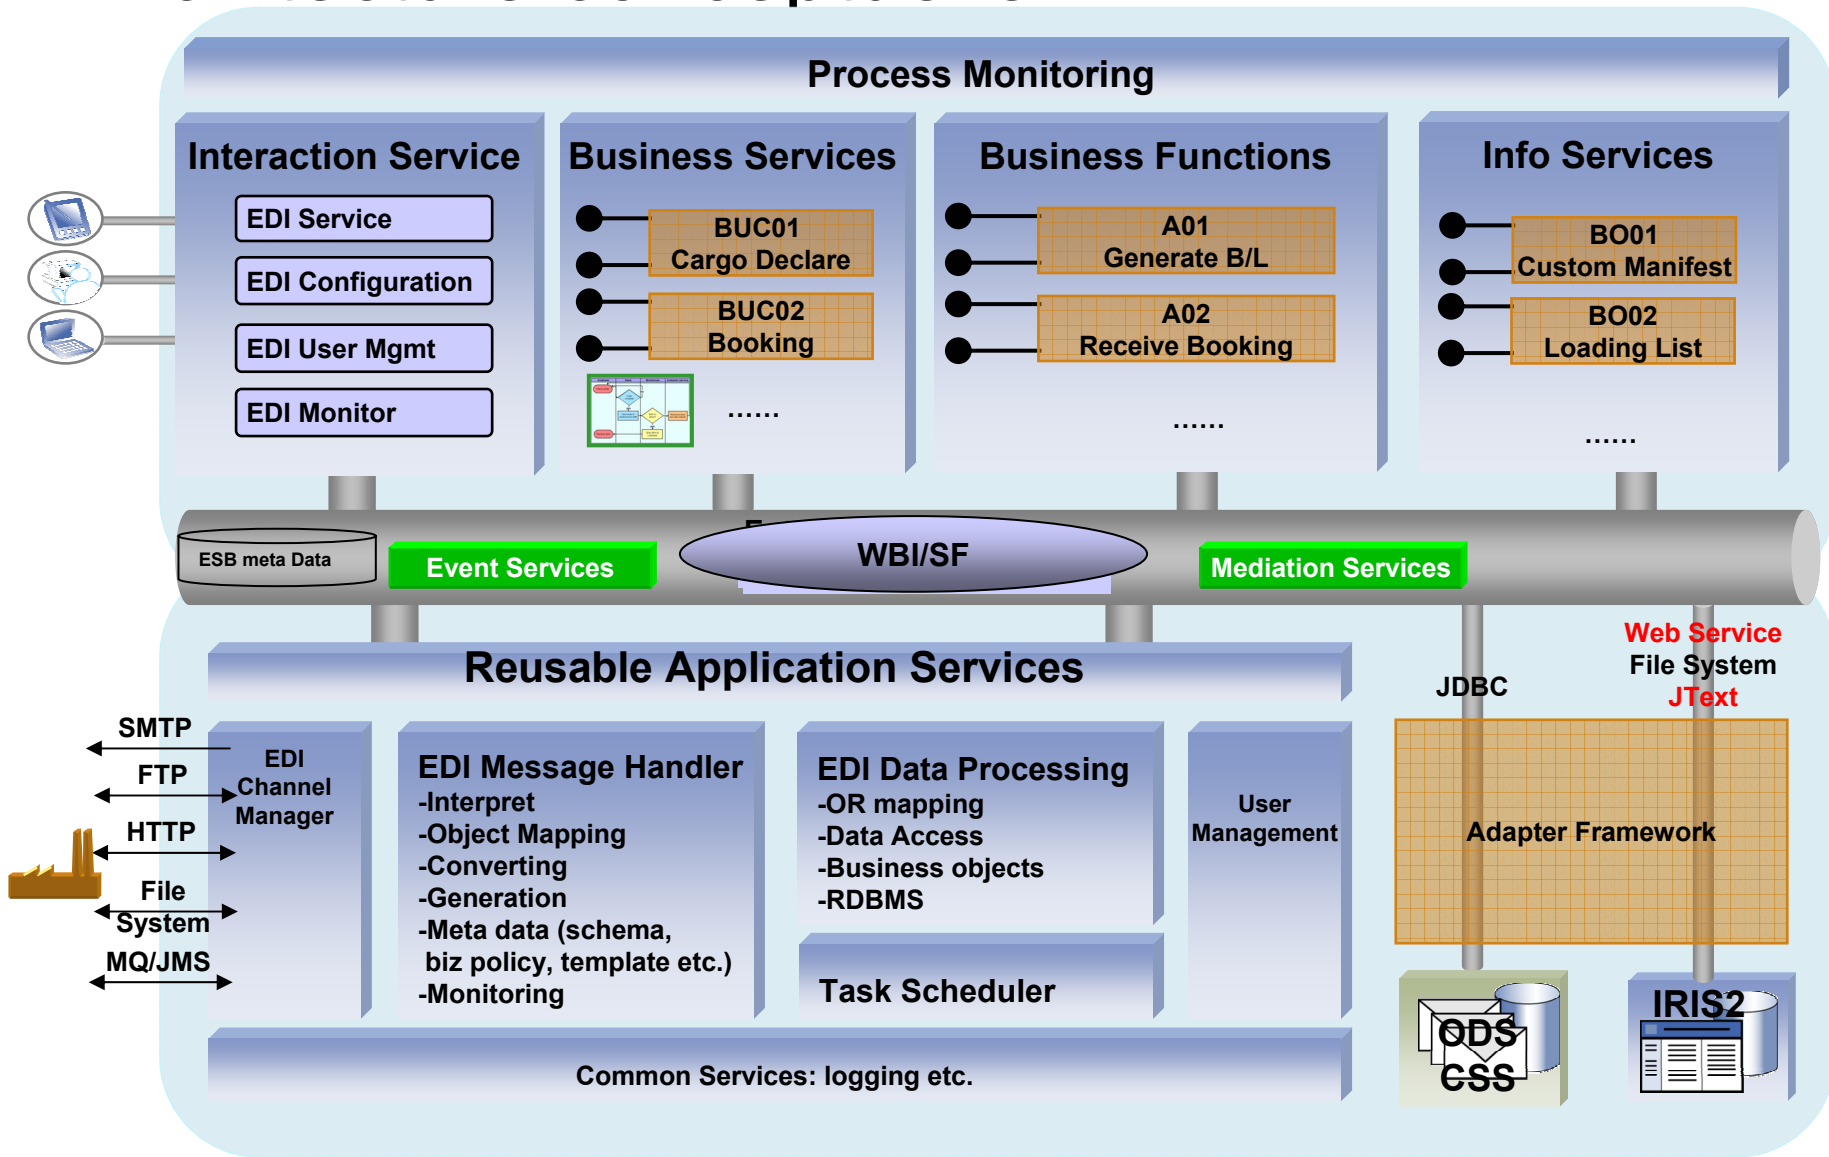 Process Monitoring
Interaction Service
EDI Service
EDI Configuration
EDI User Mgmt
EDI Monitor
Business Services
BUC01
Cargo Declare
BUC02
Booking
......
Business Functions
A01
Generate B/L
A02
Receive Booking
......
Info Services
BO01
Custom Manifest
BO02
Loading List
......
ESB meta Data
Event Services
WBI/SF
Mediation Services
Reusable Application Services
JDBC
Web Service
File System
JText
SMTP
FTP
HTTP
File
System
MQ/JMS
EDI
Channel
Manager
EDI Message Handler
-Interpret
-Object Mapping
-Converting
-Generation
-Meta data (schema,
biz policy, template etc.)
-Monitoring
EDI Data Processing
-OR mapping
-Data Access
-Business objects
-RDBMS
Task Scheduler
User
Management
Adapter Framework
ODS
CSS
IRIS2
Common Services: logging etc.